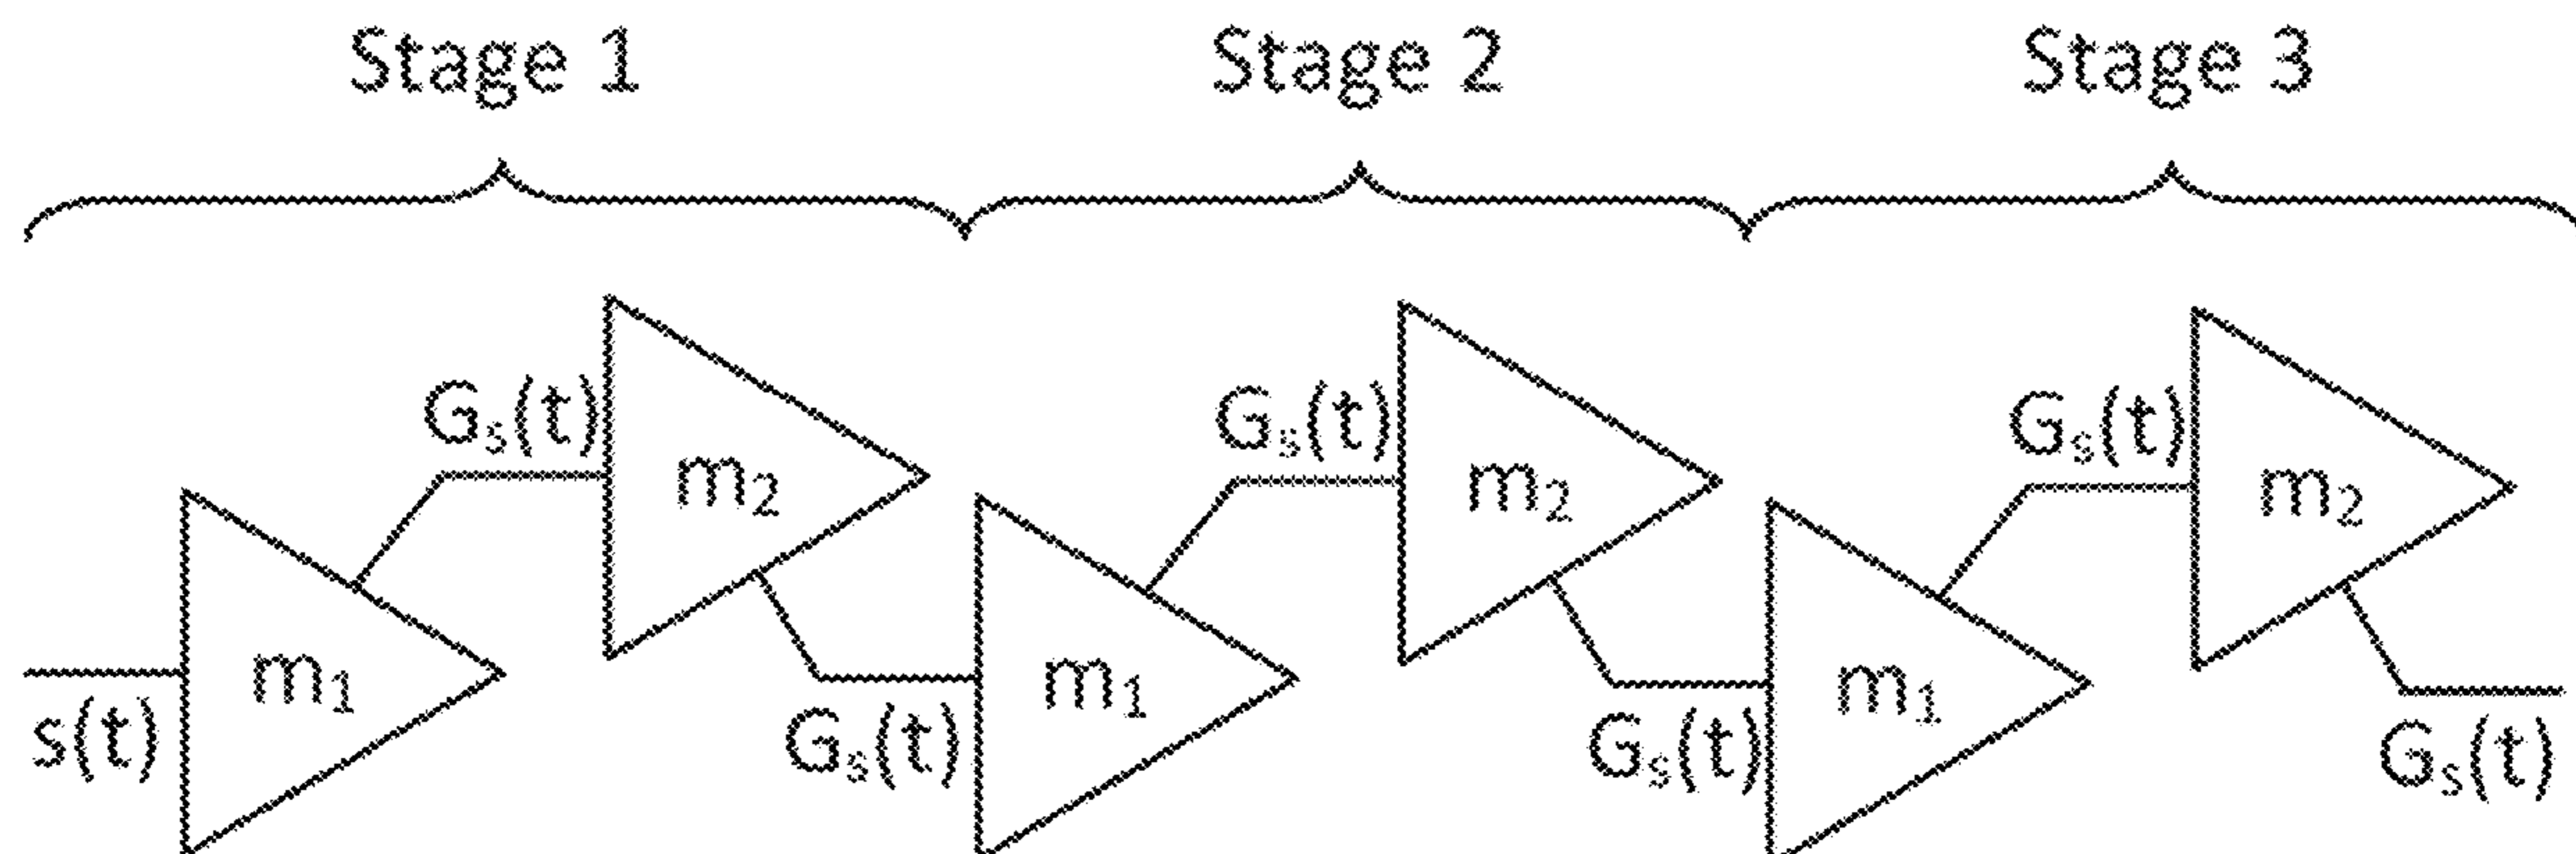 Stage 1 Stage 2 Stage 3
Gₛ(t) m₂ Gₛ(t) m₂ Gₛ(t) m₂
s(t) m₁ Gₛ(t) m₁ Gₛ(t) m₁ Gₛ(t)